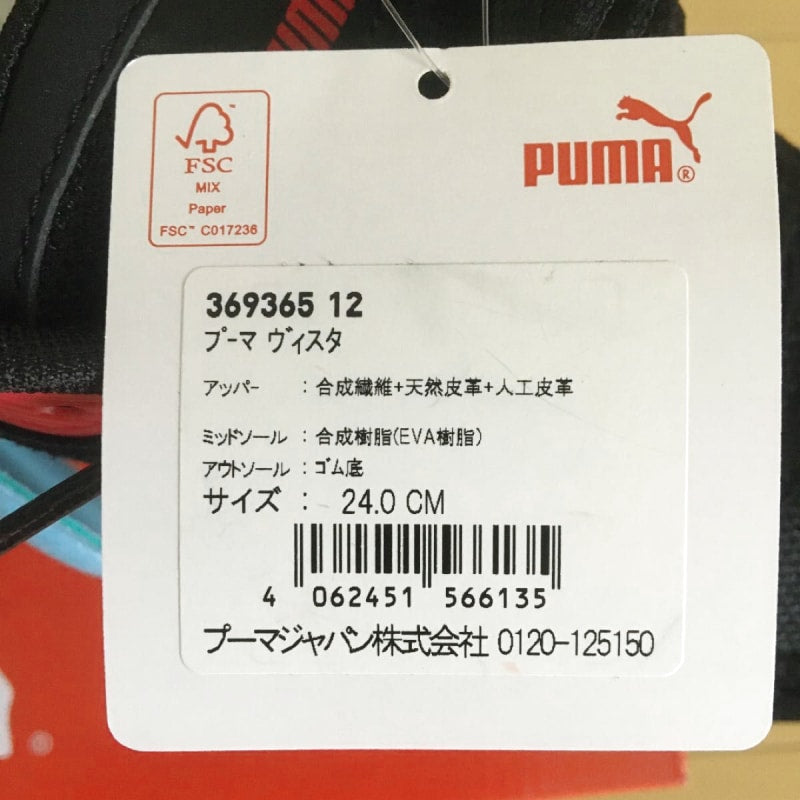 FSC
MIX
Paper
FSC™ C017236
PUMA®
369365 12
プーマ ヴィスタ
アッパー : 合成繊維+天然皮革+人工皮革
ミッドソール : 合成樹脂(EVA樹脂)
アウトソール : ゴム底
サイズ : 24.0 CM
4 062451 566135
プーマジャパン株式会社 0120-125150